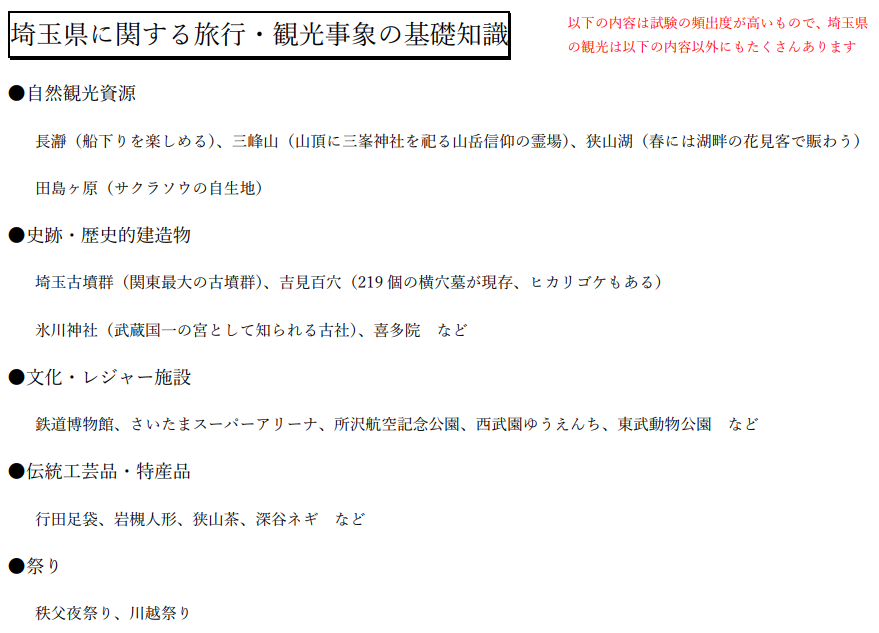 埼玉県に関する旅行・観光事象の基礎知識
以下の内容は試験の頻出度が高いもので、埼玉県
の観光は以下の内容以外にもたくさんあります
●自然観光資源
長瀞（船下りを楽しめる）、三峰山（山頂に三峯神社を祀る山岳信仰の霊場）、狭山湖（春には湖畔の花見客で賑わう）
田島ヶ原（サクラソウの自生地）
●史跡・歴史的建造物
埼玉古墳群（関東最大の古墳群）、吉見百穴（219 個の横穴墓が現存、ヒカリゴケもある）
氷川神社（武蔵国一の宮として知られる古社）、喜多院　など
●文化・レジャー施設
鉄道博物館、さいたまスーパーアリーナ、所沢航空記念公園、西武園ゆうえんち、東武動物公園　など
●伝統工芸品・特産品
行田足袋、岩槻人形、狭山茶、深谷ネギ　など
●祭り
秩父夜祭り、川越祭り